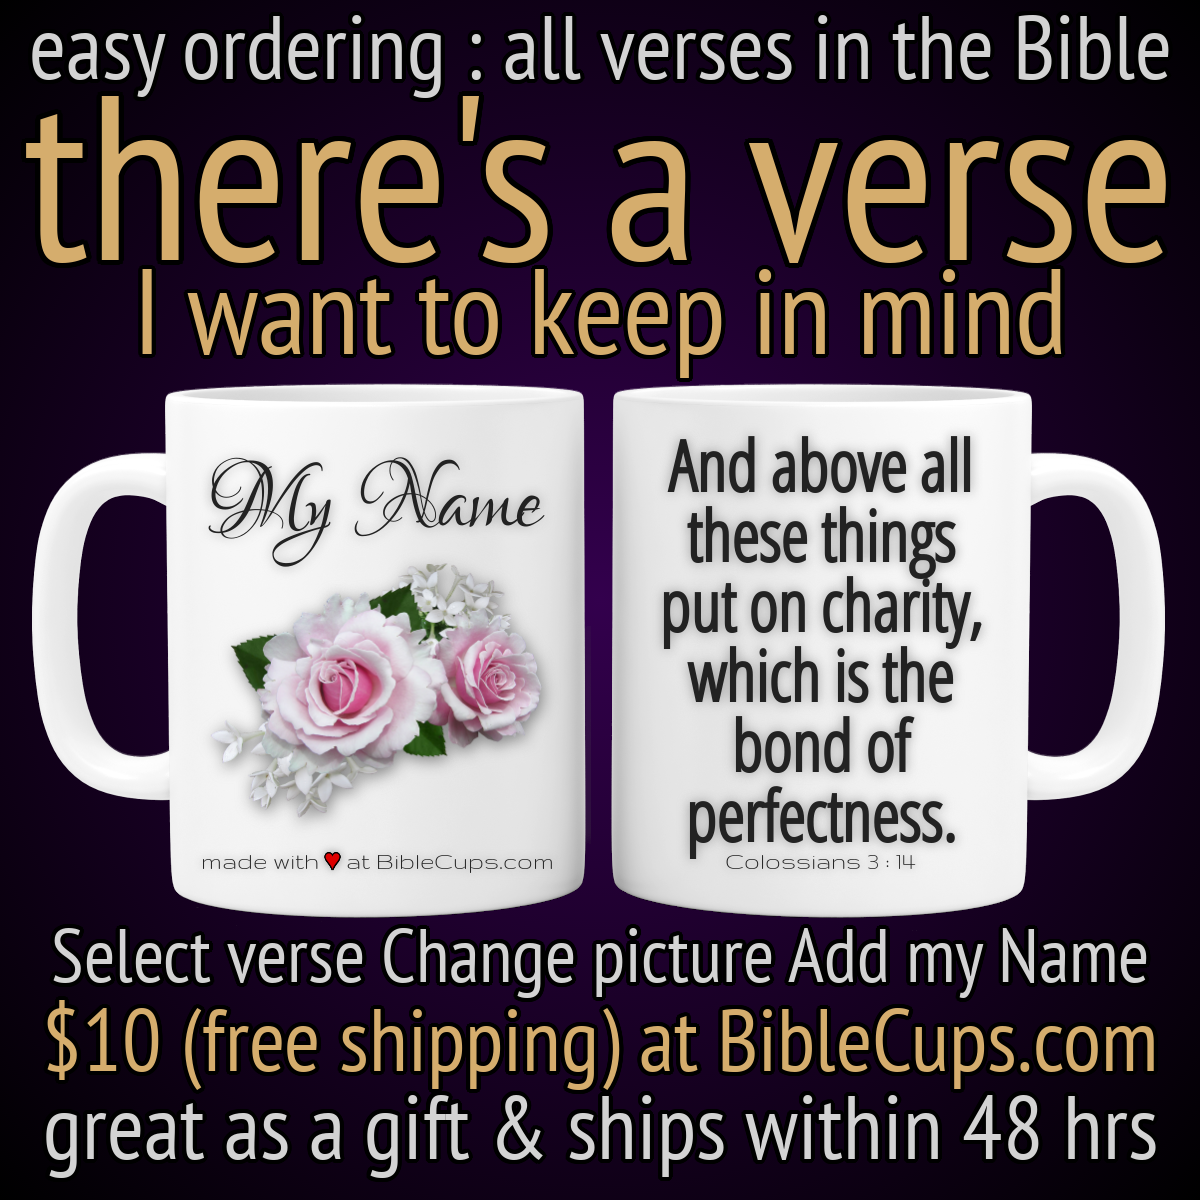 easy ordering : all verses in the Bible
there's a verse
I want to keep in mind
My Name
made with ♥ at BibleCups.com
And above all
these things
put on charity,
which is the
bond of
perfectness.
Colossians 3 : 14
Select verse Change picture Add my Name
$10 (free shipping) at BibleCups.com
great as a gift & ships within 48 hrs